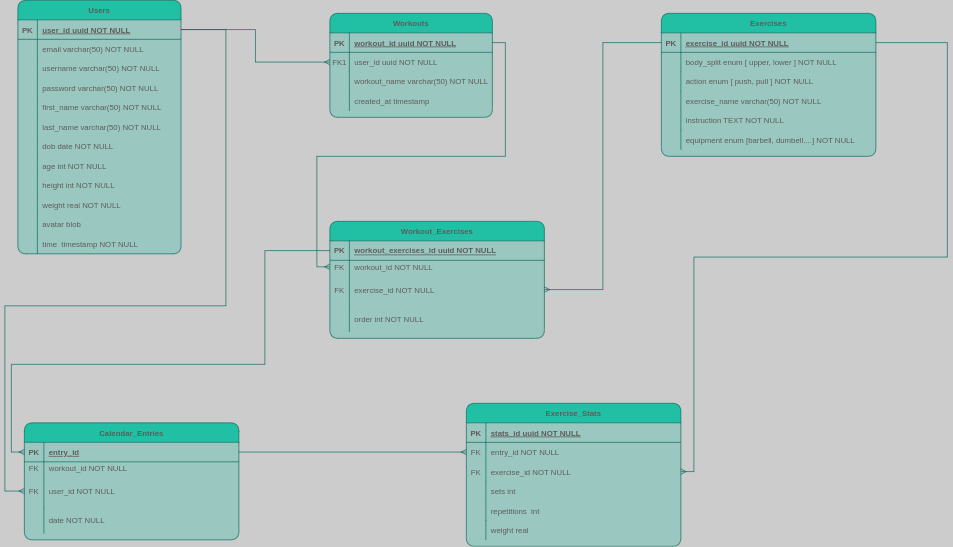 Users
PK user_id uuid NOT NULL
email varchar(50) NOT NULL
username varchar(50) NOT NULL
password varchar(50) NOT NULL
first_name varchar(50) NOT NULL
last_name varchar(50) NOT NULL
dob date NOT NULL
age int NOT NULL
height int NOT NULL
weight real NOT NULL
avatar blob
time timestamp NOT NULL
Workouts
PK workout_id uuid NOT NULL
FK1 user_id uuid NOT NULL
workout_name varchar(50) NOT NULL
created_at timestamp
Exercises
PK exercise_id uuid NOT NULL
body_split enum [ upper, lower ] NOT NULL
action enum [ push, pull ] NOT NULL
exercise_name varchar(50) NOT NULL
instruction TEXT NOT NULL
equipment enum [barbell, dumbell....] NOT NULL
Workout_Exercises
PK workout_exercises_id uuid NOT NULL
FK workout_id NOT NULL
FK exercise_id NOT NULL
order int NOT NULL
Calendar_Entries
PK entry_id
FK workout_id NOT NULL
FK user_id NOT NULL
date NOT NULL
Exercise_Stats
PK stats_id uuid NOT NULL
FK entry_id NOT NULL
FK exercise_id NOT NULL
sets int
repetitions int
weight real